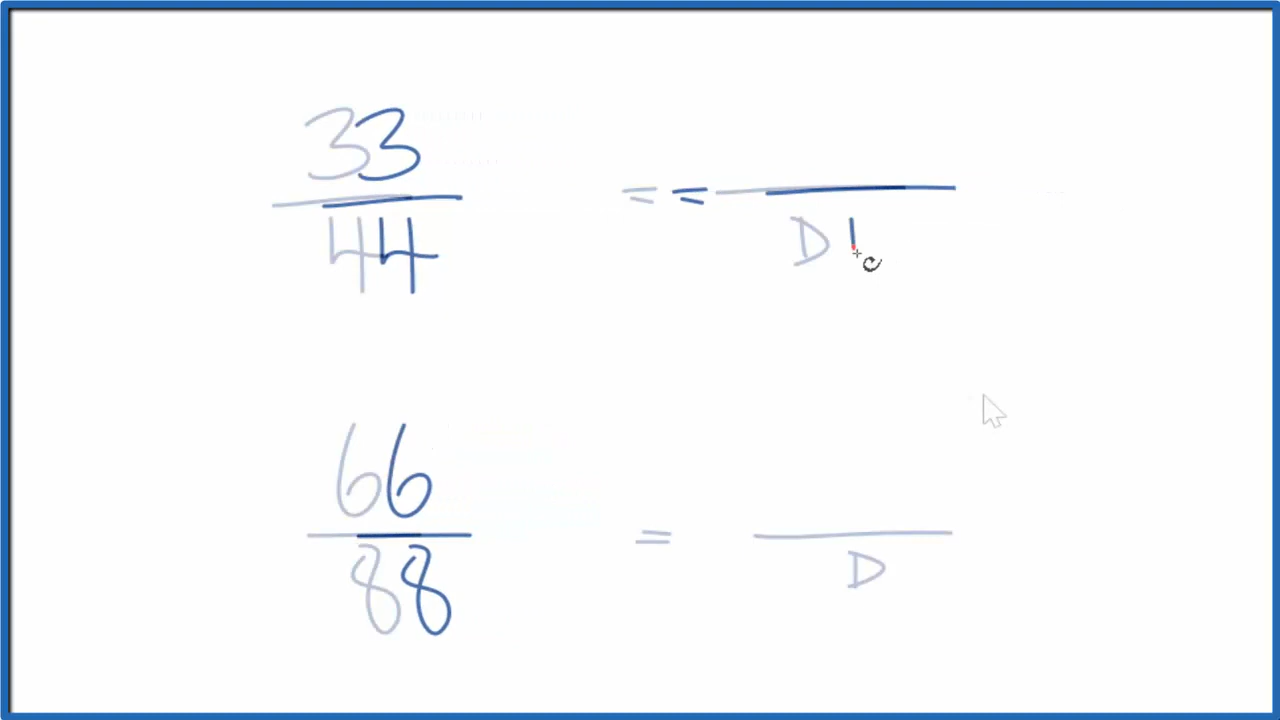 33
= =
44 D
66
=
88 D